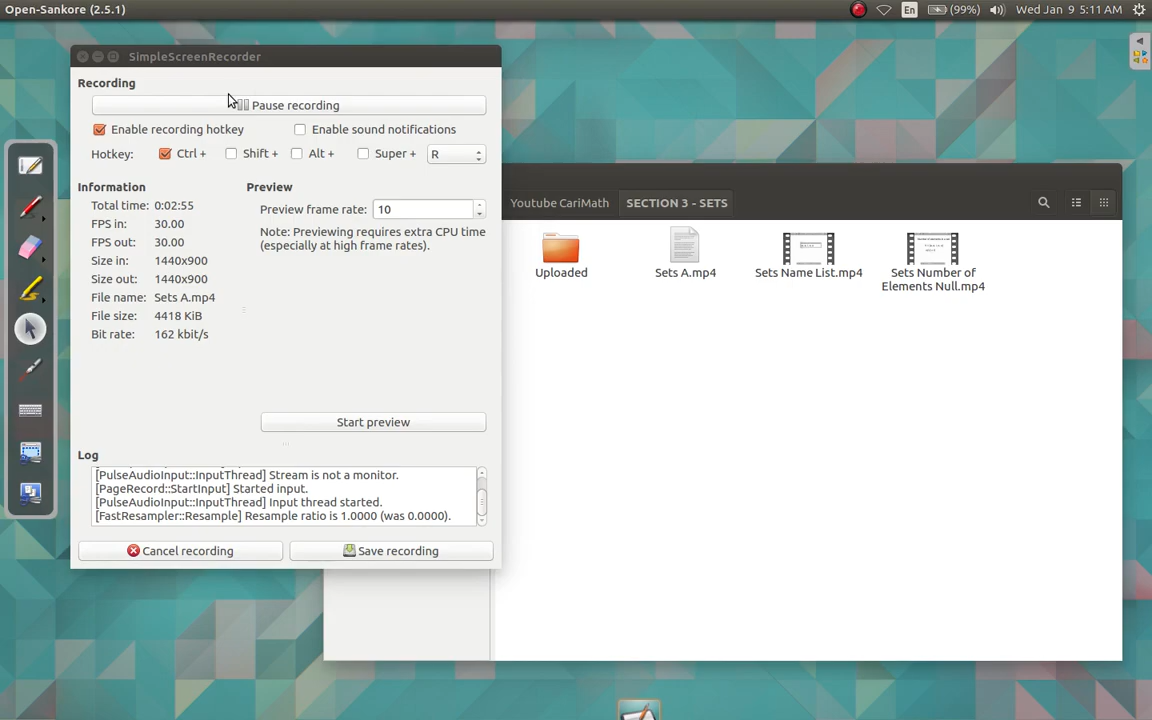 Open-Sankore (2.5.1)
En
(99%)
Wed Jan 9 5:11 AM
SimpleScreenRecorder
Recording
Pause recording
Enable recording hotkey
Enable sound notifications
Hotkey:
Ctrl +
Shift +
Alt +
Super +
R
Information
Total time: 0:02:55
FPS in: 30.00
FPS out: 30.00
Size in: 1440x900
Size out: 1440x900
File name: Sets A.mp4
File size: 4418 KiB
Bit rate: 162 kbit/s
Preview
Preview frame rate: 10
Note: Previewing requires extra CPU time
(especially at high frame rates).
Start preview
Log
[PulseAudioInput::InputThread] Stream is not a monitor.
[PageRecord::StartInput] Started input.
[PulseAudioInput::InputThread] Input thread started.
[FastResampler::Resample] Resample ratio is 1.0000 (was 0.0000).
Cancel recording
Save recording
Youtube CariMath
SECTION 3 - SETS
Uploaded
Sets A.mp4
Sets Name List.mp4
Sets Number of
Elements Null.mp4